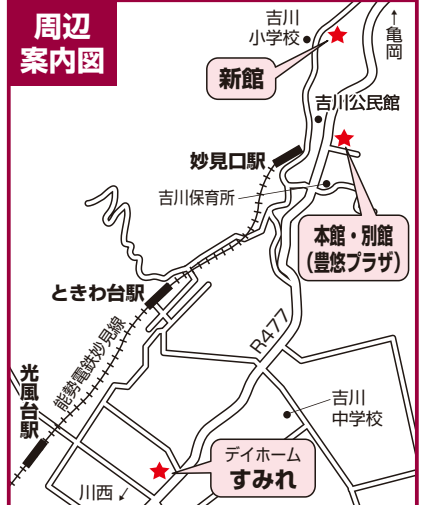 周辺
案内図
吉川
小学校
↑
亀岡
新館
吉川公民館
妙見口駅
吉川保育所
本館・別館
(豊悠プラザ)
ときわ台駅
能勢電鉄妙見線
R477
光風台駅
吉川
中学校
デイホーム
すみれ
川西↙